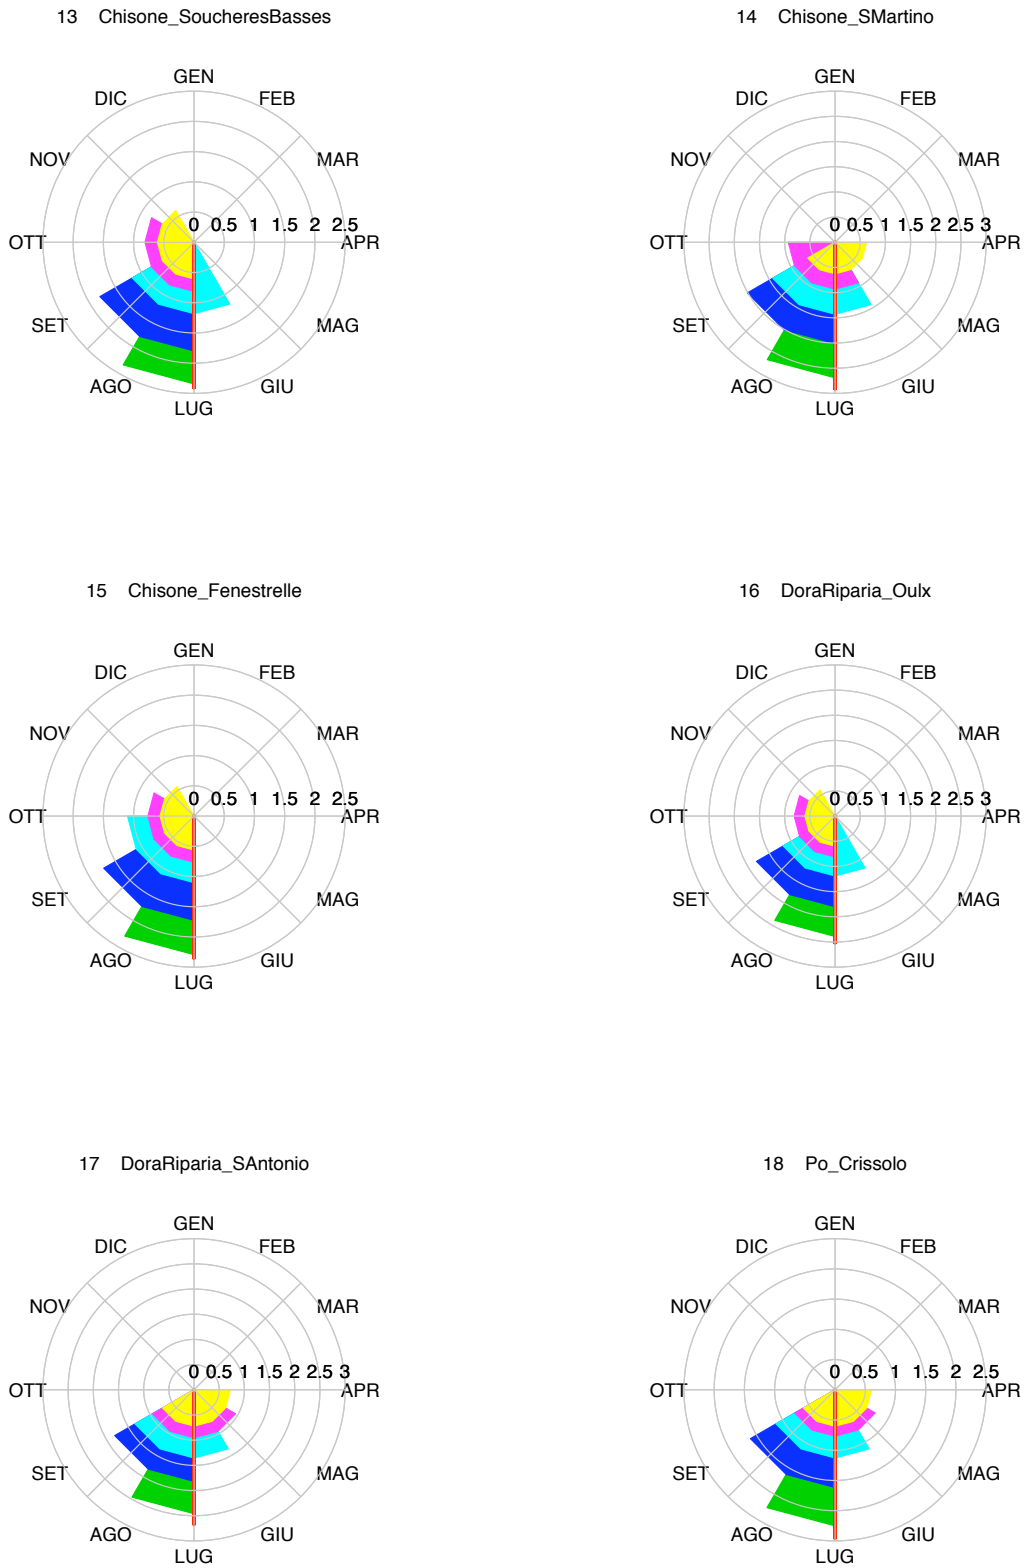 13 Chisone_SoucheresBasses
GEN
FEB
MAR
APR
MAG
GIU
LUG
AGO
SET
OTT
NOV
DIC
0 0.5 1 1.5 2 2.5
14 Chisone_SMartino
GEN
FEB
MAR
APR
MAG
GIU
LUG
AGO
SET
OTT
NOV
DIC
0 0.5 1 1.5 2 2.5 3
15 Chisone_Fenestrelle
GEN
FEB
MAR
APR
MAG
GIU
LUG
AGO
SET
OTT
NOV
DIC
0 0.5 1 1.5 2 2.5
16 DoraRiparia_Oulx
GEN
FEB
MAR
APR
MAG
GIU
LUG
AGO
SET
OTT
NOV
DIC
0 0.5 1 1.5 2 2.5 3
17 DoraRiparia_SAntonio
GEN
FEB
MAR
APR
MAG
GIU
LUG
AGO
SET
OTT
NOV
DIC
0 0.5 1 1.5 2 2.5 3
18 Po_Crissolo
GEN
FEB
MAR
APR
MAG
GIU
LUG
AGO
SET
OTT
NOV
DIC
0 0.5 1 1.5 2 2.5